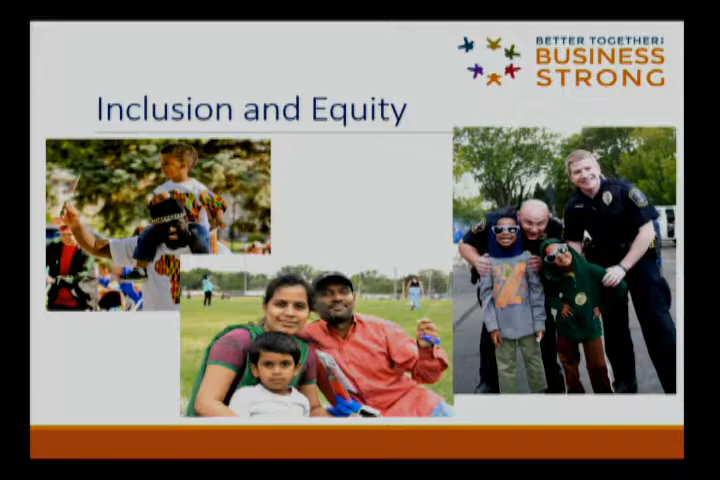 BETTER TOGETHER:
BUSINESS
STRONG
Inclusion and Equity